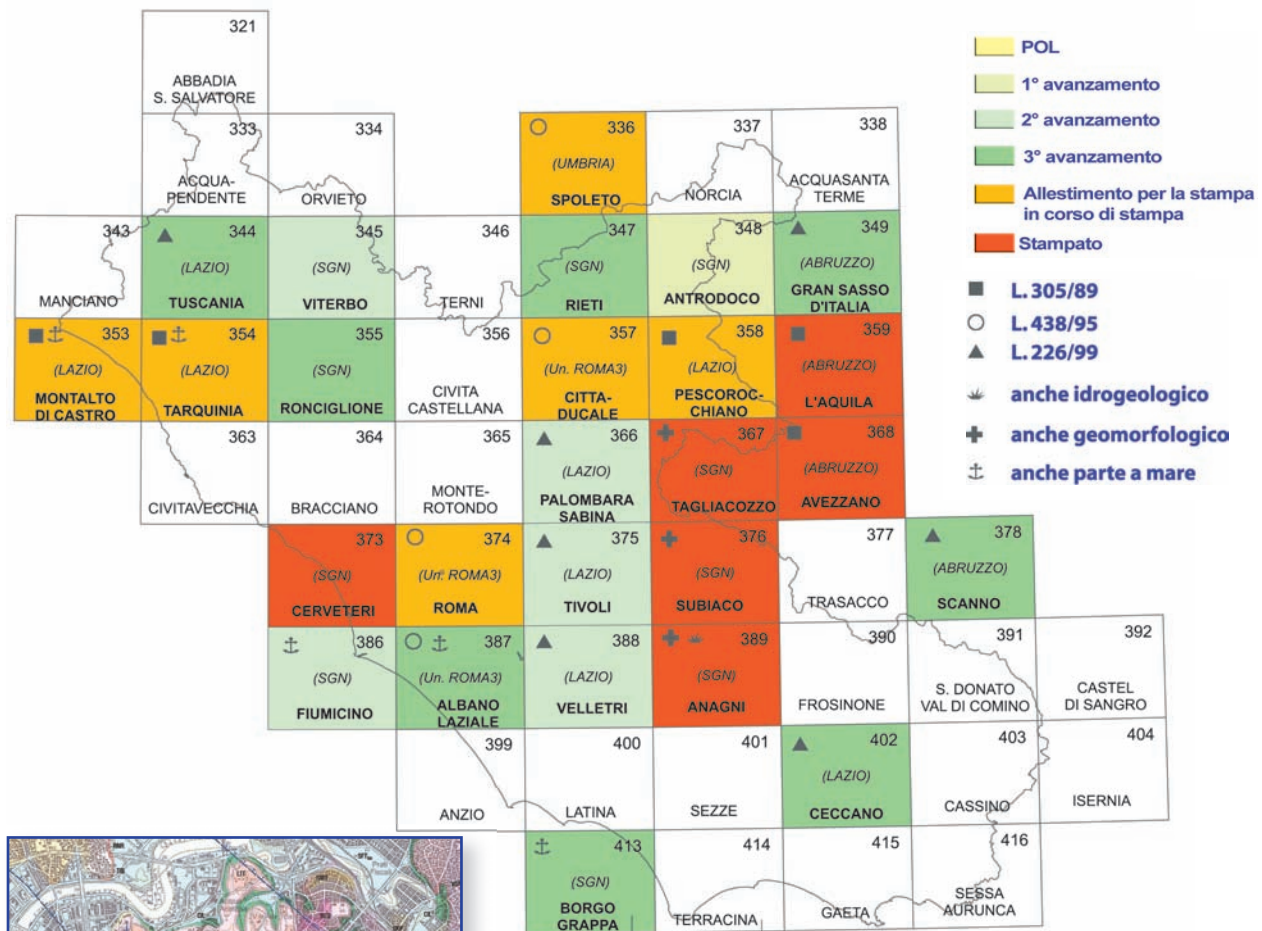 321
ABBADIA
S. SALVATORE
333
ACQUA-
PENDENTE
334
ORVIETO
336
(UMBRIA)
SPOLETO
337
NORCIA
338
ACQUASANTA
TERME
343
MANCIANO
344
(LAZIO)
TUSCANIA
345
(SGN)
VITERBO
346
TERNI
347
(SGN)
RIETI
348
(SGN)
ANTRODOCO
349
(ABRUZZO)
GRAN SASSO
D'ITALIA
353
(LAZIO)
MONTALTO
DI CASTRO
354
(LAZIO)
TARQUINIA
355
(SGN)
RONCIGLIONE
356
CIVITA
CASTELLANA
357
(Un. ROMA3)
CITTA-
DUCALE
358
(LAZIO)
PESCOROC-
CHIANO
359
(ABRUZZO)
L'AQUILA
363
CIVITAVECCHIA
364
BRACCIANO
365
MONTE-
ROTONDO
366
(LAZIO)
PALOMBARA
SABINA
367
(SGN)
TAGLIACOZZO
368
(ABRUZZO)
AVEZZANO
373
(SGN)
CERVETERI
374
(Un. ROMA3)
ROMA
375
(LAZIO)
TIVOLI
376
(SGN)
SUBIACO
377
TRASACCO
378
(ABRUZZO)
SCANNO
386
(SGN)
FIUMICINO
387
(Un. ROMA3)
ALBANO
LAZIALE
388
(LAZIO)
VELLETRI
389
(SGN)
ANAGNI
390
FROSINONE
391
S. DONATO
VAL DI COMINO
392
CASTEL
DI SANGRO
399
ANZIO
400
LATINA
401
SEZZE
402
(LAZIO)
CECCANO
403
CASSINO
404
ISERNIA
413
(SGN)
BORGO
GRAPPA
414
TERRACINA
415
GAETA
416
SESSA
AURUNCA
POL
1° avanzamento
2° avanzamento
3° avanzamento
Allestimento per la stampa
in corso di stampa
Stampato
L. 305/89
L. 438/95
L. 226/99
anche idrogeologico
anche geomorfologico
anche parte a mare